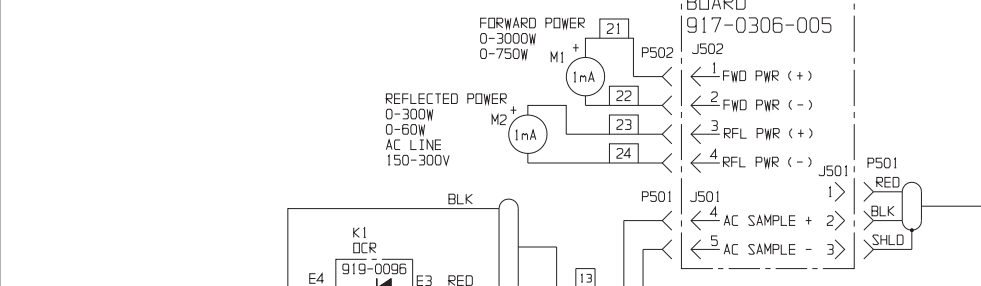 BOARD
917-0306-005
FORWARD POWER
0-3000W
0-750W
21
M1
+
1mA
P502
J502
1
FWD PWR (+)
22
2
FWD PWR (-)
REFLECTED POWER
0-300W
0-60W
AC LINE
150-300V
M2
+
1mA
23
3
RFL PWR (+)
24
4
RFL PWR (-)
J501
P501
1
RED
P501
J501
4
AC SAMPLE +
2
BLK
5
AC SAMPLE -
3
SHLD
BLK
K1
OCR
919-0096
E4
E3
RED
13